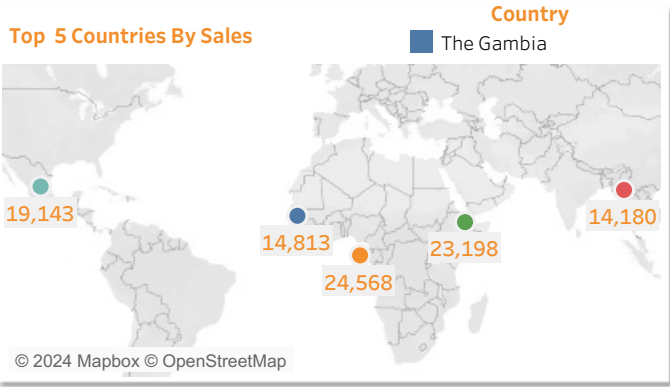 Top 5 Countries By Sales
Country
The Gambia
19,143
14,813
24,568
23,198
14,180
© 2024 Mapbox © OpenStreetMap